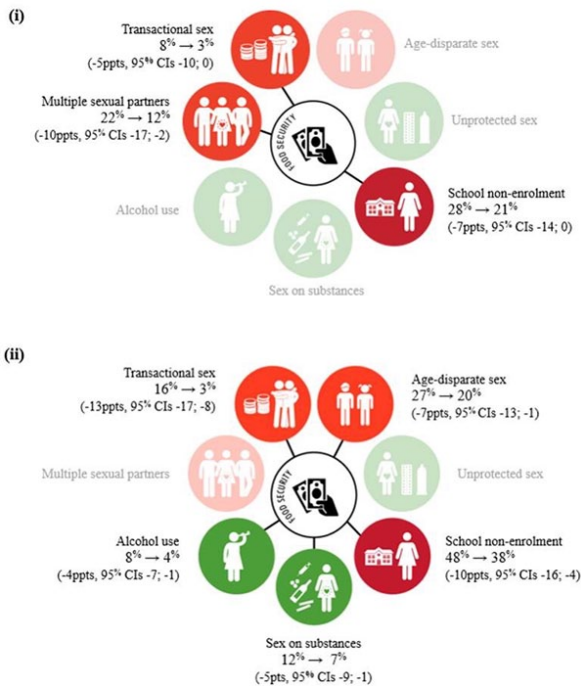 (i)
Transactional sex
8% → 3%
(-5ppts, 95% CIs -10; 0)
Age-disparate sex
Multiple sexual partners
22% → 12%
(-10ppts, 95% CIs -17; -2)
FOOD SECURITY
Unprotected sex
Alcohol use
School non-enrolment
28% → 21%
(-7ppts, 95% CIs -14; 0)
Sex on substances
(ii)
Transactional sex
16% → 3%
(-13ppts, 95% CIs -17; -8)
Age-disparate sex
27% → 20%
(-7ppts, 95% CIs -13; -1)
Multiple sexual partners
FOOD SECURITY
Unprotected sex
Alcohol use
8% → 4%
(-4ppts, 95% CIs -7; -1)
School non-enrolment
48% → 38%
(-10ppts, 95% CIs -16; -4)
Sex on substances
12% → 7%
(-5pts, 95% CIs -9; -1)